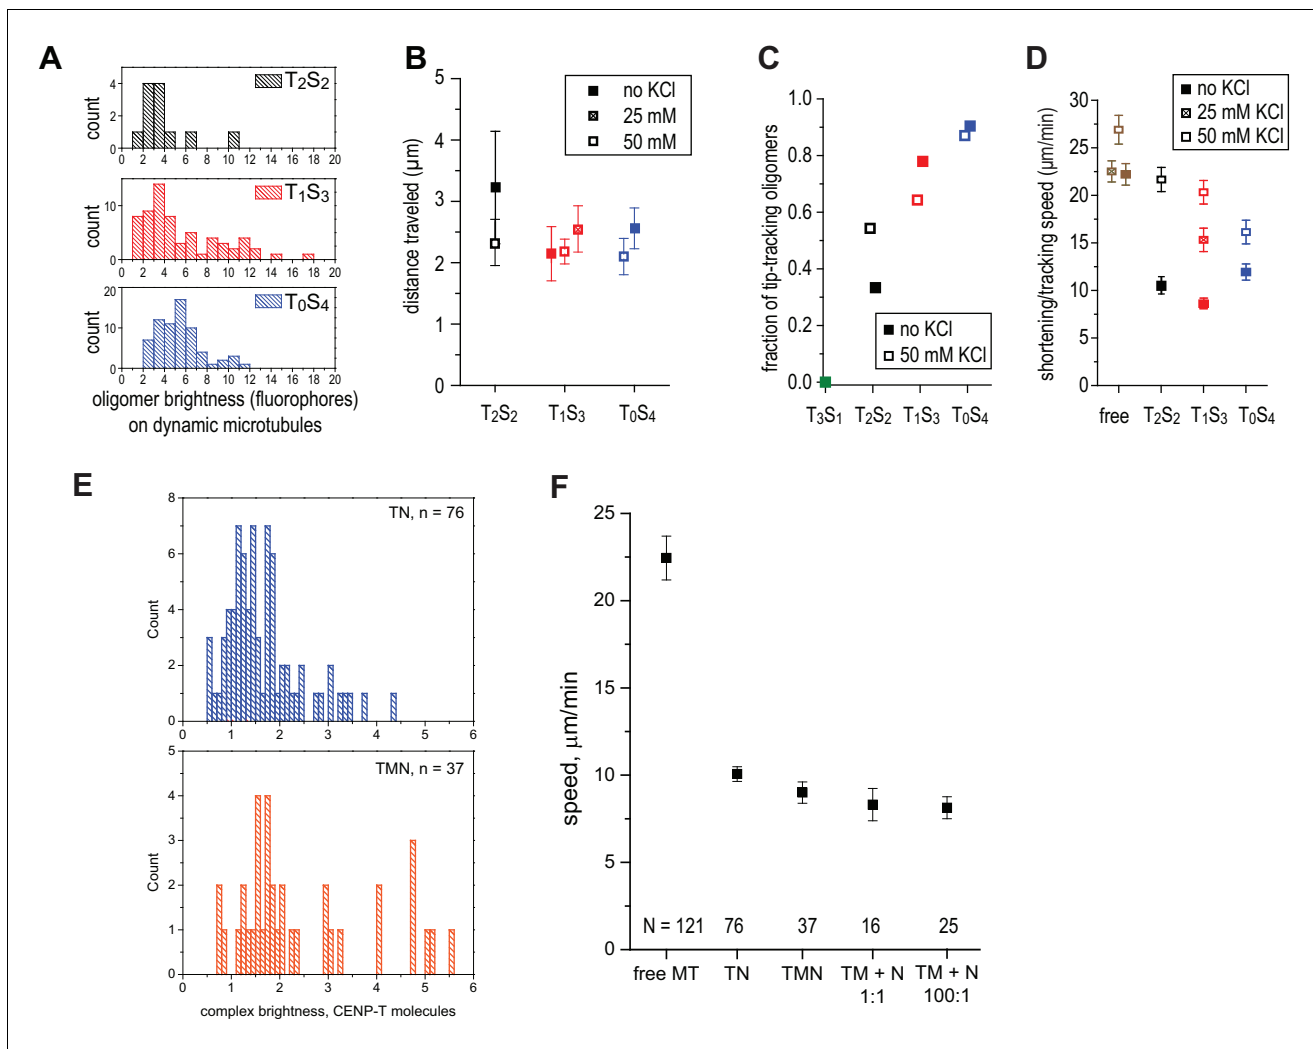 A
T2S2
count
4
2
0
0 2 4 6 8 10 12 14 16 18 20
T1S3
count
10
0
0 2 4 6 8 10 12 14 16 18 20
T0S4
count
20
10
0
0 2 4 6 8 10 12 14 16 18 20
oligomer brightness (fluorophores)
on dynamic microtubules
B
distance traveled (µm)
5
4
3
2
1
0
no KCl
25 mM
50 mM
T2S2 T1S3 T0S4
C
fraction of tip-tracking oligomers
1.0
0.8
0.6
0.4
0.2
0.0
no KCl
50 mM KCl
T3S1 T2S2 T1S3 T0S4
D
shortening/tracking speed (µm/min)
30
25
20
15
10
5
0
no KCl
25 mM KCl
50 mM KCl
free T2S2 T1S3 T0S4
E
TN, n = 76
Count
8
6
4
2
0
0 1 2 3 4 5 6
TMN, n = 37
Count
5
4
3
2
1
0
0 1 2 3 4 5 6
complex brightness, CENP-T molecules
F
speed, µm/min
25
20
15
10
5
0
N = 121 76 37 16 25
free MT TN TMN TM + N TM + N
1:1 100:1